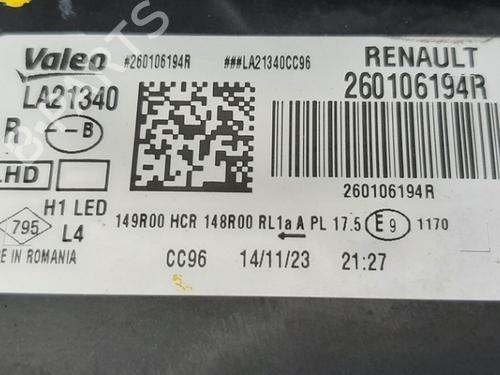 Valeo #260106194R ###LA21340CC96 RENAULT
LA21340 260106194R
R --B
LHD
260106194R
H1 LED
795 L4 149R00 HCR 148R00 RL1a A PL 17.5 E9 1170
E IN ROMANIA CC96 14/11/23 21:27